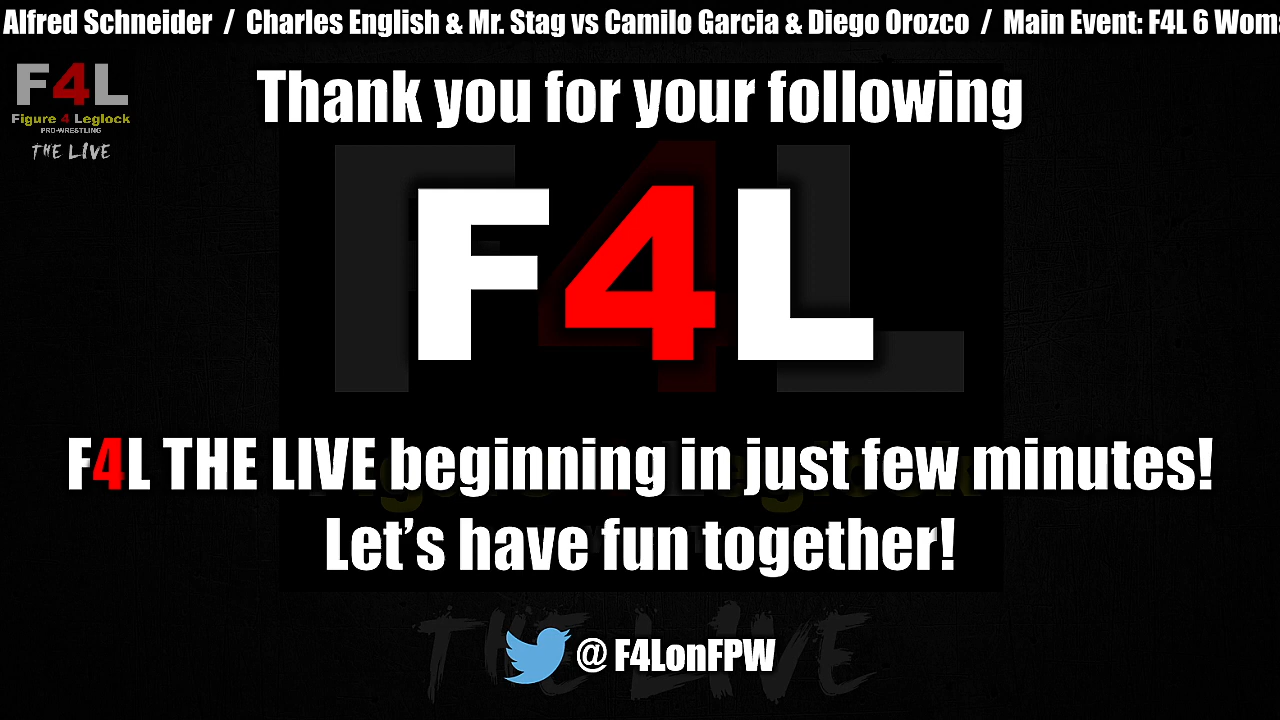 Alfred Schneider / Charles English & Mr. Stag vs Camilo Garcia & Diego Orozco / Main Event: F4L 6 Wom
F4L
Figure 4 Leglock
PRO-WRESTLING
THE LIVE
Thank you for your following
F4L
F4L THE LIVE beginning in just few minutes!
Let's have fun together!
THE LIVE
@ F4LonFPW